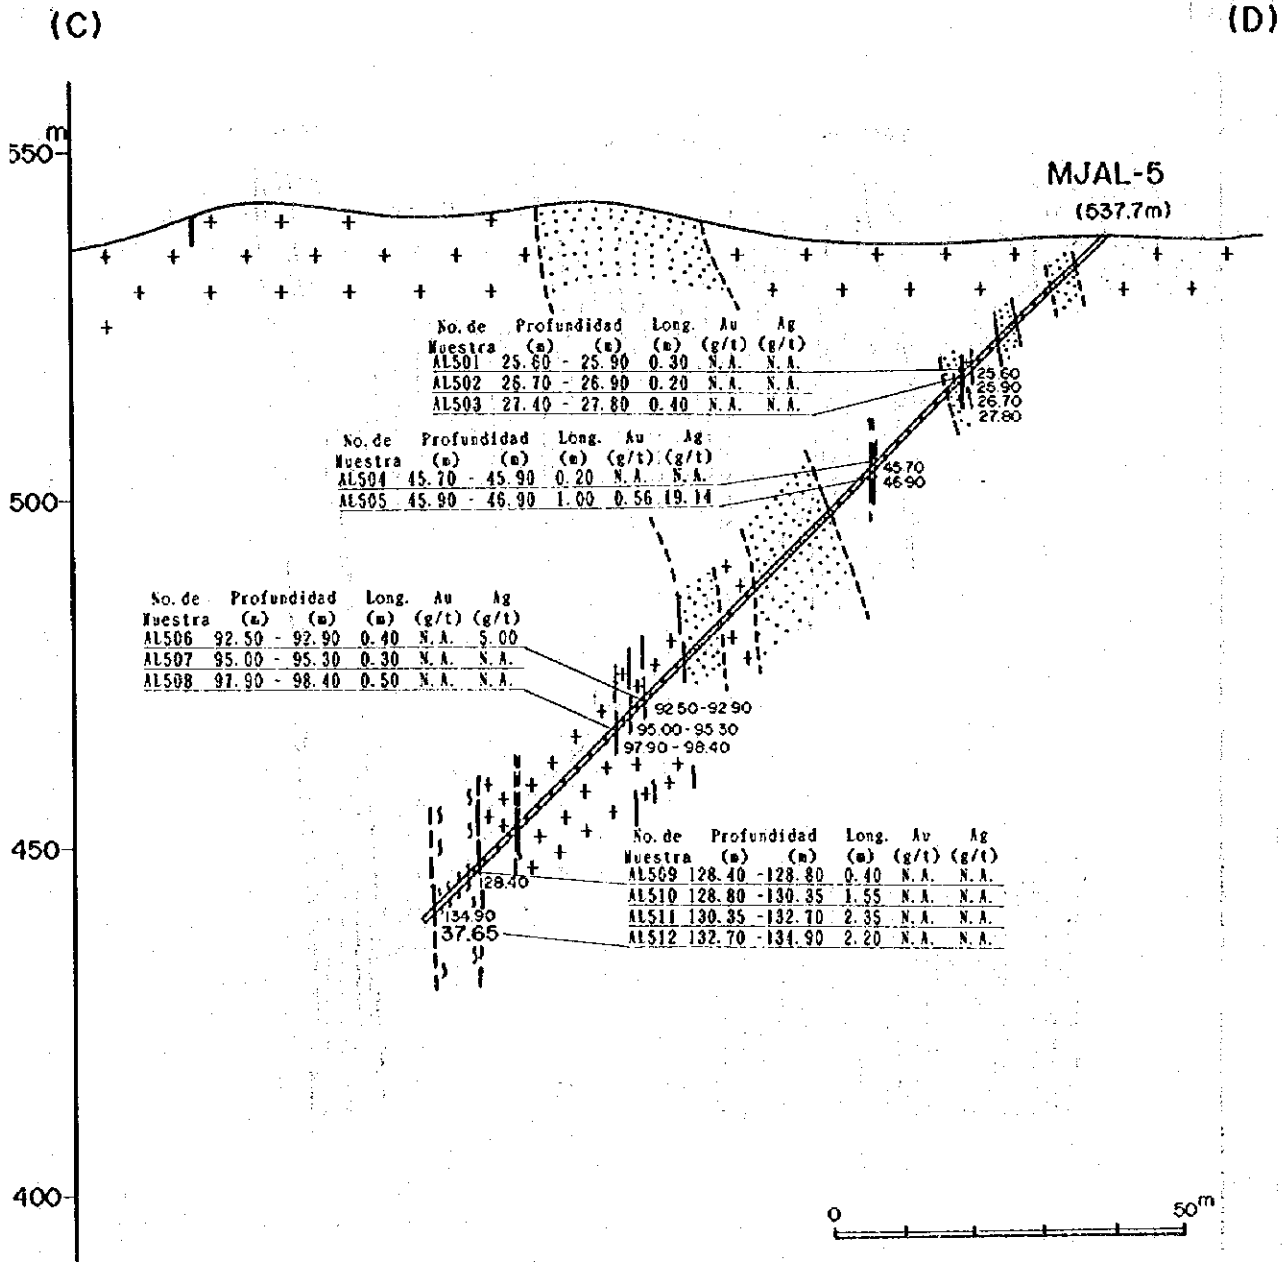 (C)
(D)
m
550
MJAL-5
(537.7m)
No. de Profundidad Long. Au Ag
Muestra (m) (m) (m) (g/t) (g/t)
AL501 25.60 - 25.90 0.30 N.A. N.A.
AL502 26.70 - 26.90 0.20 N.A. N.A.
AL503 27.40 - 27.80 0.40 N.A. N.A.
25.60
25.90
26.70
27.80
No. de Profundidad Long. Au Ag
Muestra (m) (m) (m) (g/t) (g/t)
AL504 45.70 - 45.90 0.20 N.A. N.A.
AL505 45.90 - 46.90 1.00 0.56 19.14
45.70
46.90
500
No. de Profundidad Long. Au Ag
Muestra (m) (m) (m) (g/t) (g/t)
AL506 92.50 - 92.90 0.40 N.A. 5.00
AL507 95.00 - 95.30 0.30 N.A. N.A.
AL508 97.90 - 98.40 0.50 N.A. N.A.
92.50-92.90
95.00-95.30
97.90-98.40
450
No. de Profundidad Long. Au Ag
Muestra (m) (m) (m) (g/t) (g/t)
AL509 128.40 -128.80 0.40 N.A. N.A.
AL510 128.80 -130.35 1.55 N.A. N.A.
AL511 130.35 -132.70 2.35 N.A. N.A.
AL512 132.70 -134.90 2.20 N.A. N.A.
128.40
134.90
37.65
400
0
50m